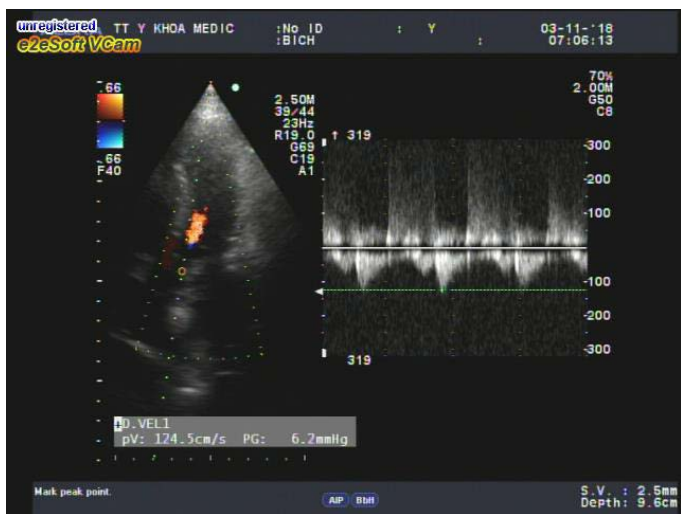 unregistered
e2eSoft VCam
TT Y KHOA MEDIC :No ID : Y 03-11-'18
:BICH : 07:06:13
.66
.66
F40
2.50M
39/44
23Hz
R19.0
G69
C19
A1
70%
2.00M
G50
C8
↑ 319
-300
-200
-100
-100
-200
-300
319
D.VEL1
pV: 124.5cm/s PG: 6.2mmHg
Mark peak point.
AIP BbH
S.V. : 2.5mm
Depth: 9.6cm